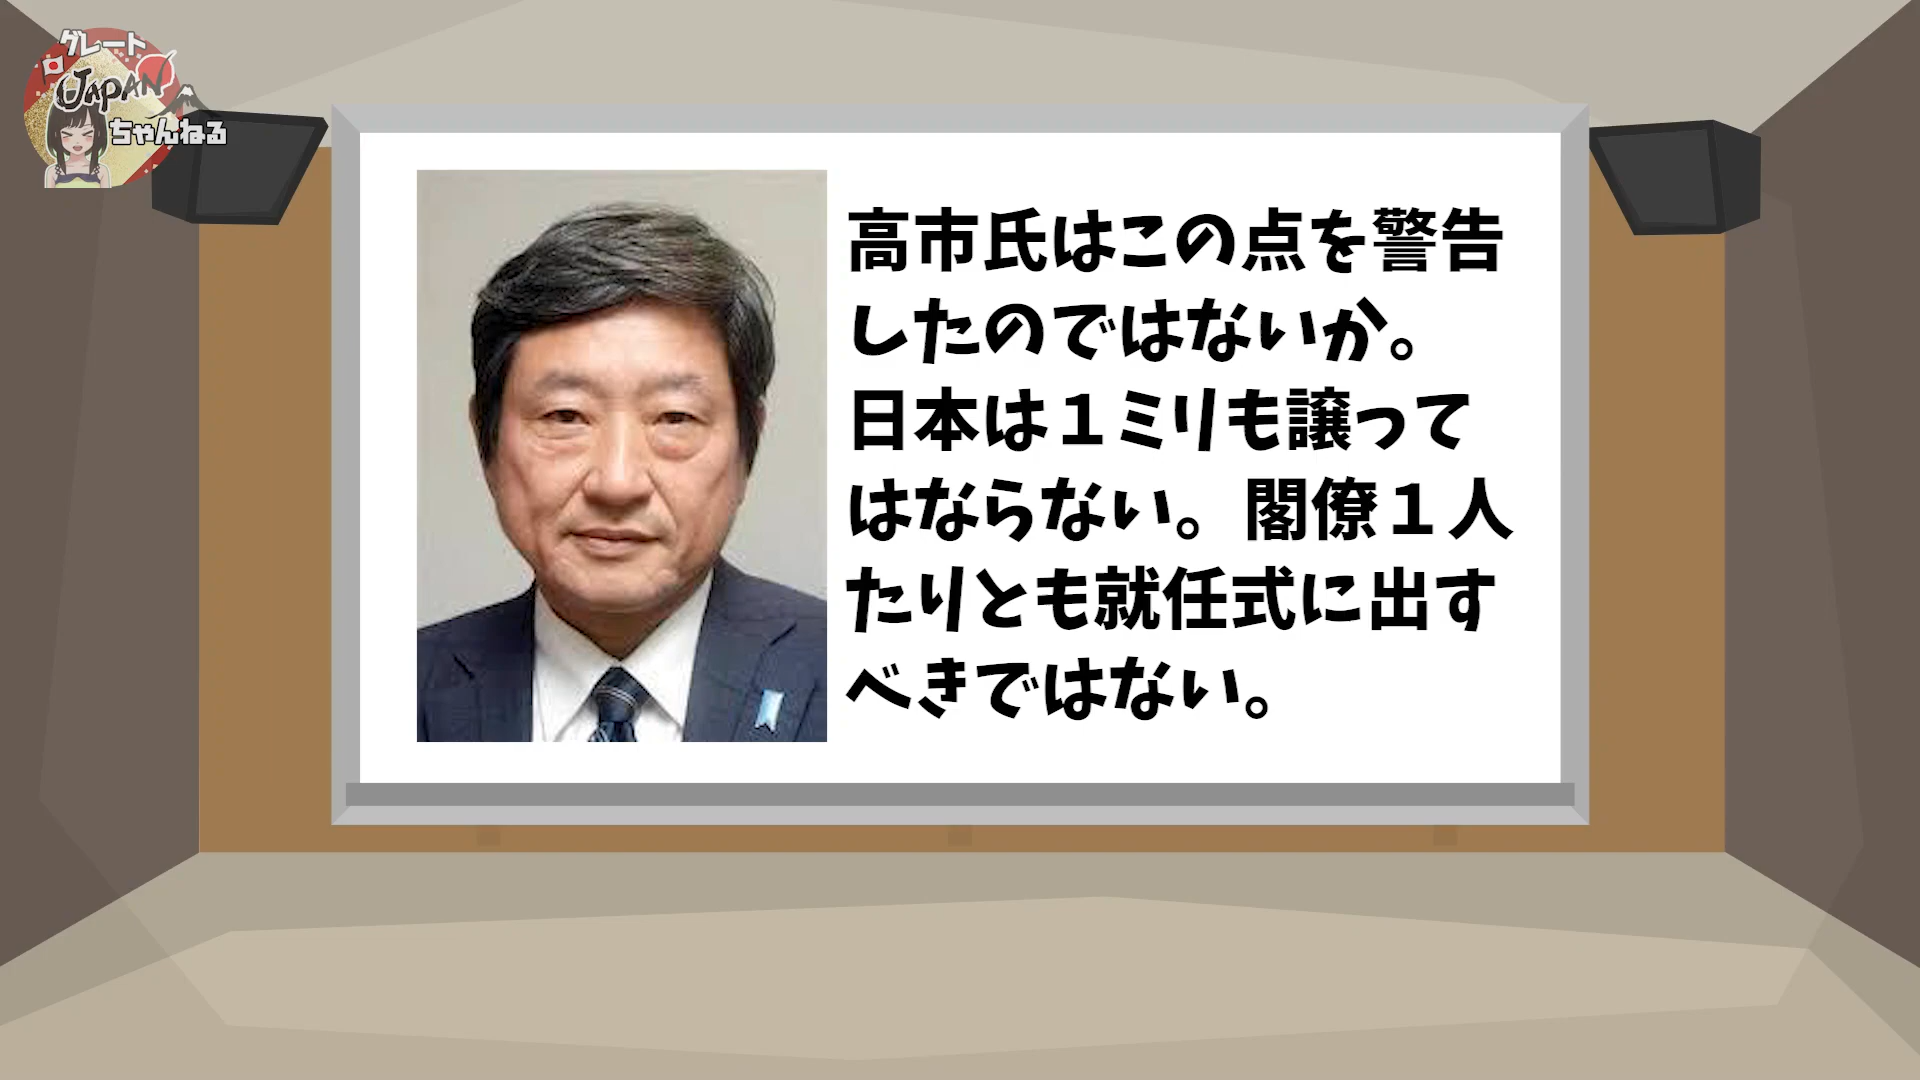 グレート
JAPAN
ちゃんねる
高市氏はこの点を警告
したのではないか。
日本は１ミリも譲って
はならない。閣僚１人
たりとも就任式に出す
べきではない。